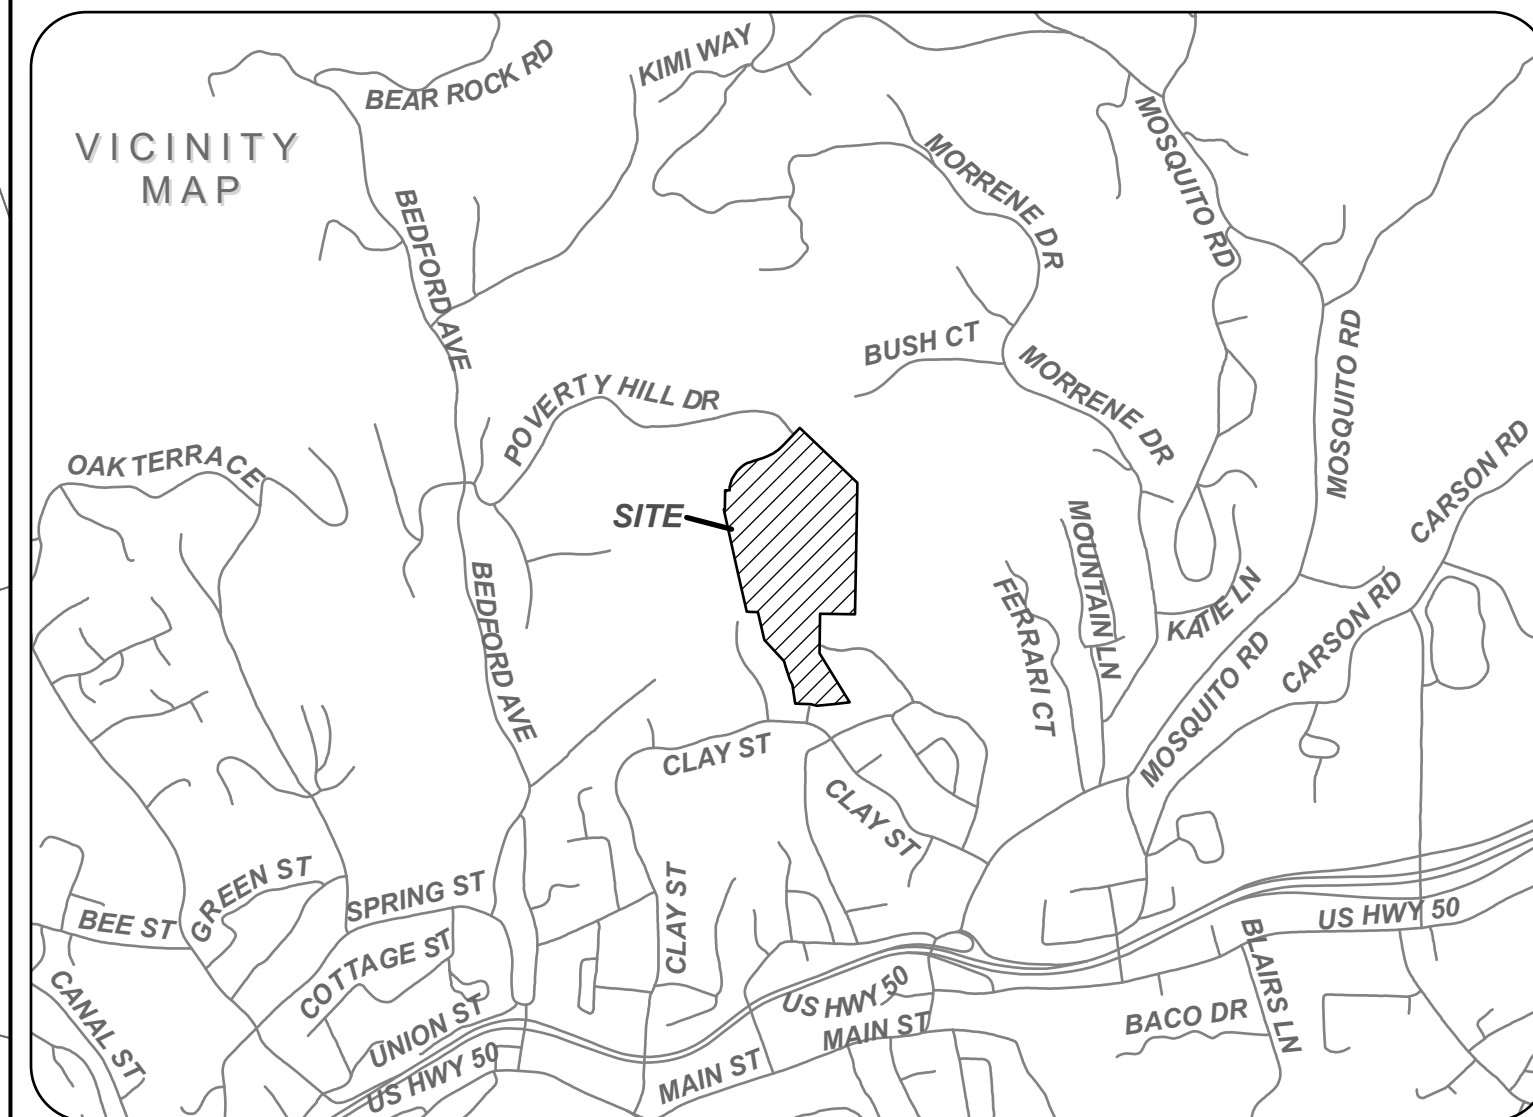 BEAR ROCK RD
KIMI WAY
VICINITY
MAP
MOSQUITO RD
MORRENE DR
BEDFORD AVE
BUSH CT
MORRENE DR
MOSQUITO RD
POVERTY HILL DR
OAK TERRACE
CARSON RD
SITE
MOUNTAIN LN
FERRARI CT
KATIE LN
CARSON RD
BEDFORD AVE
MOSQUITO RD
CLAY ST
CLAY ST
GREEN ST
SPRING ST
BEE ST
CLAY ST
US HWY 50
COTTAGE ST
BLAIRS LN
CANAL ST
US HWY 50
UNION ST
MAIN ST
BACO DR
US HWY 50
MAIN ST